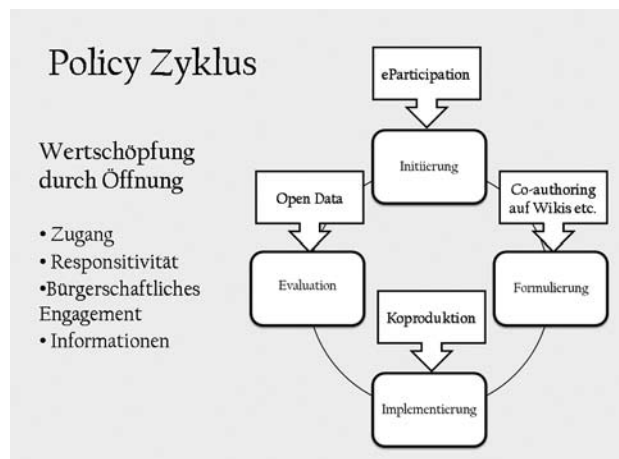 Policy Zyklus
Wertschöpfung
durch Öffnung
• Zugang
• Responsitivität
•Bürgerschaftliches
Engagement
• Informationen
eParticipation
Initiierung
Open Data
Evaluation
Co-authoring
auf Wikis etc.
Formulierung
Koproduktion
Implementierung